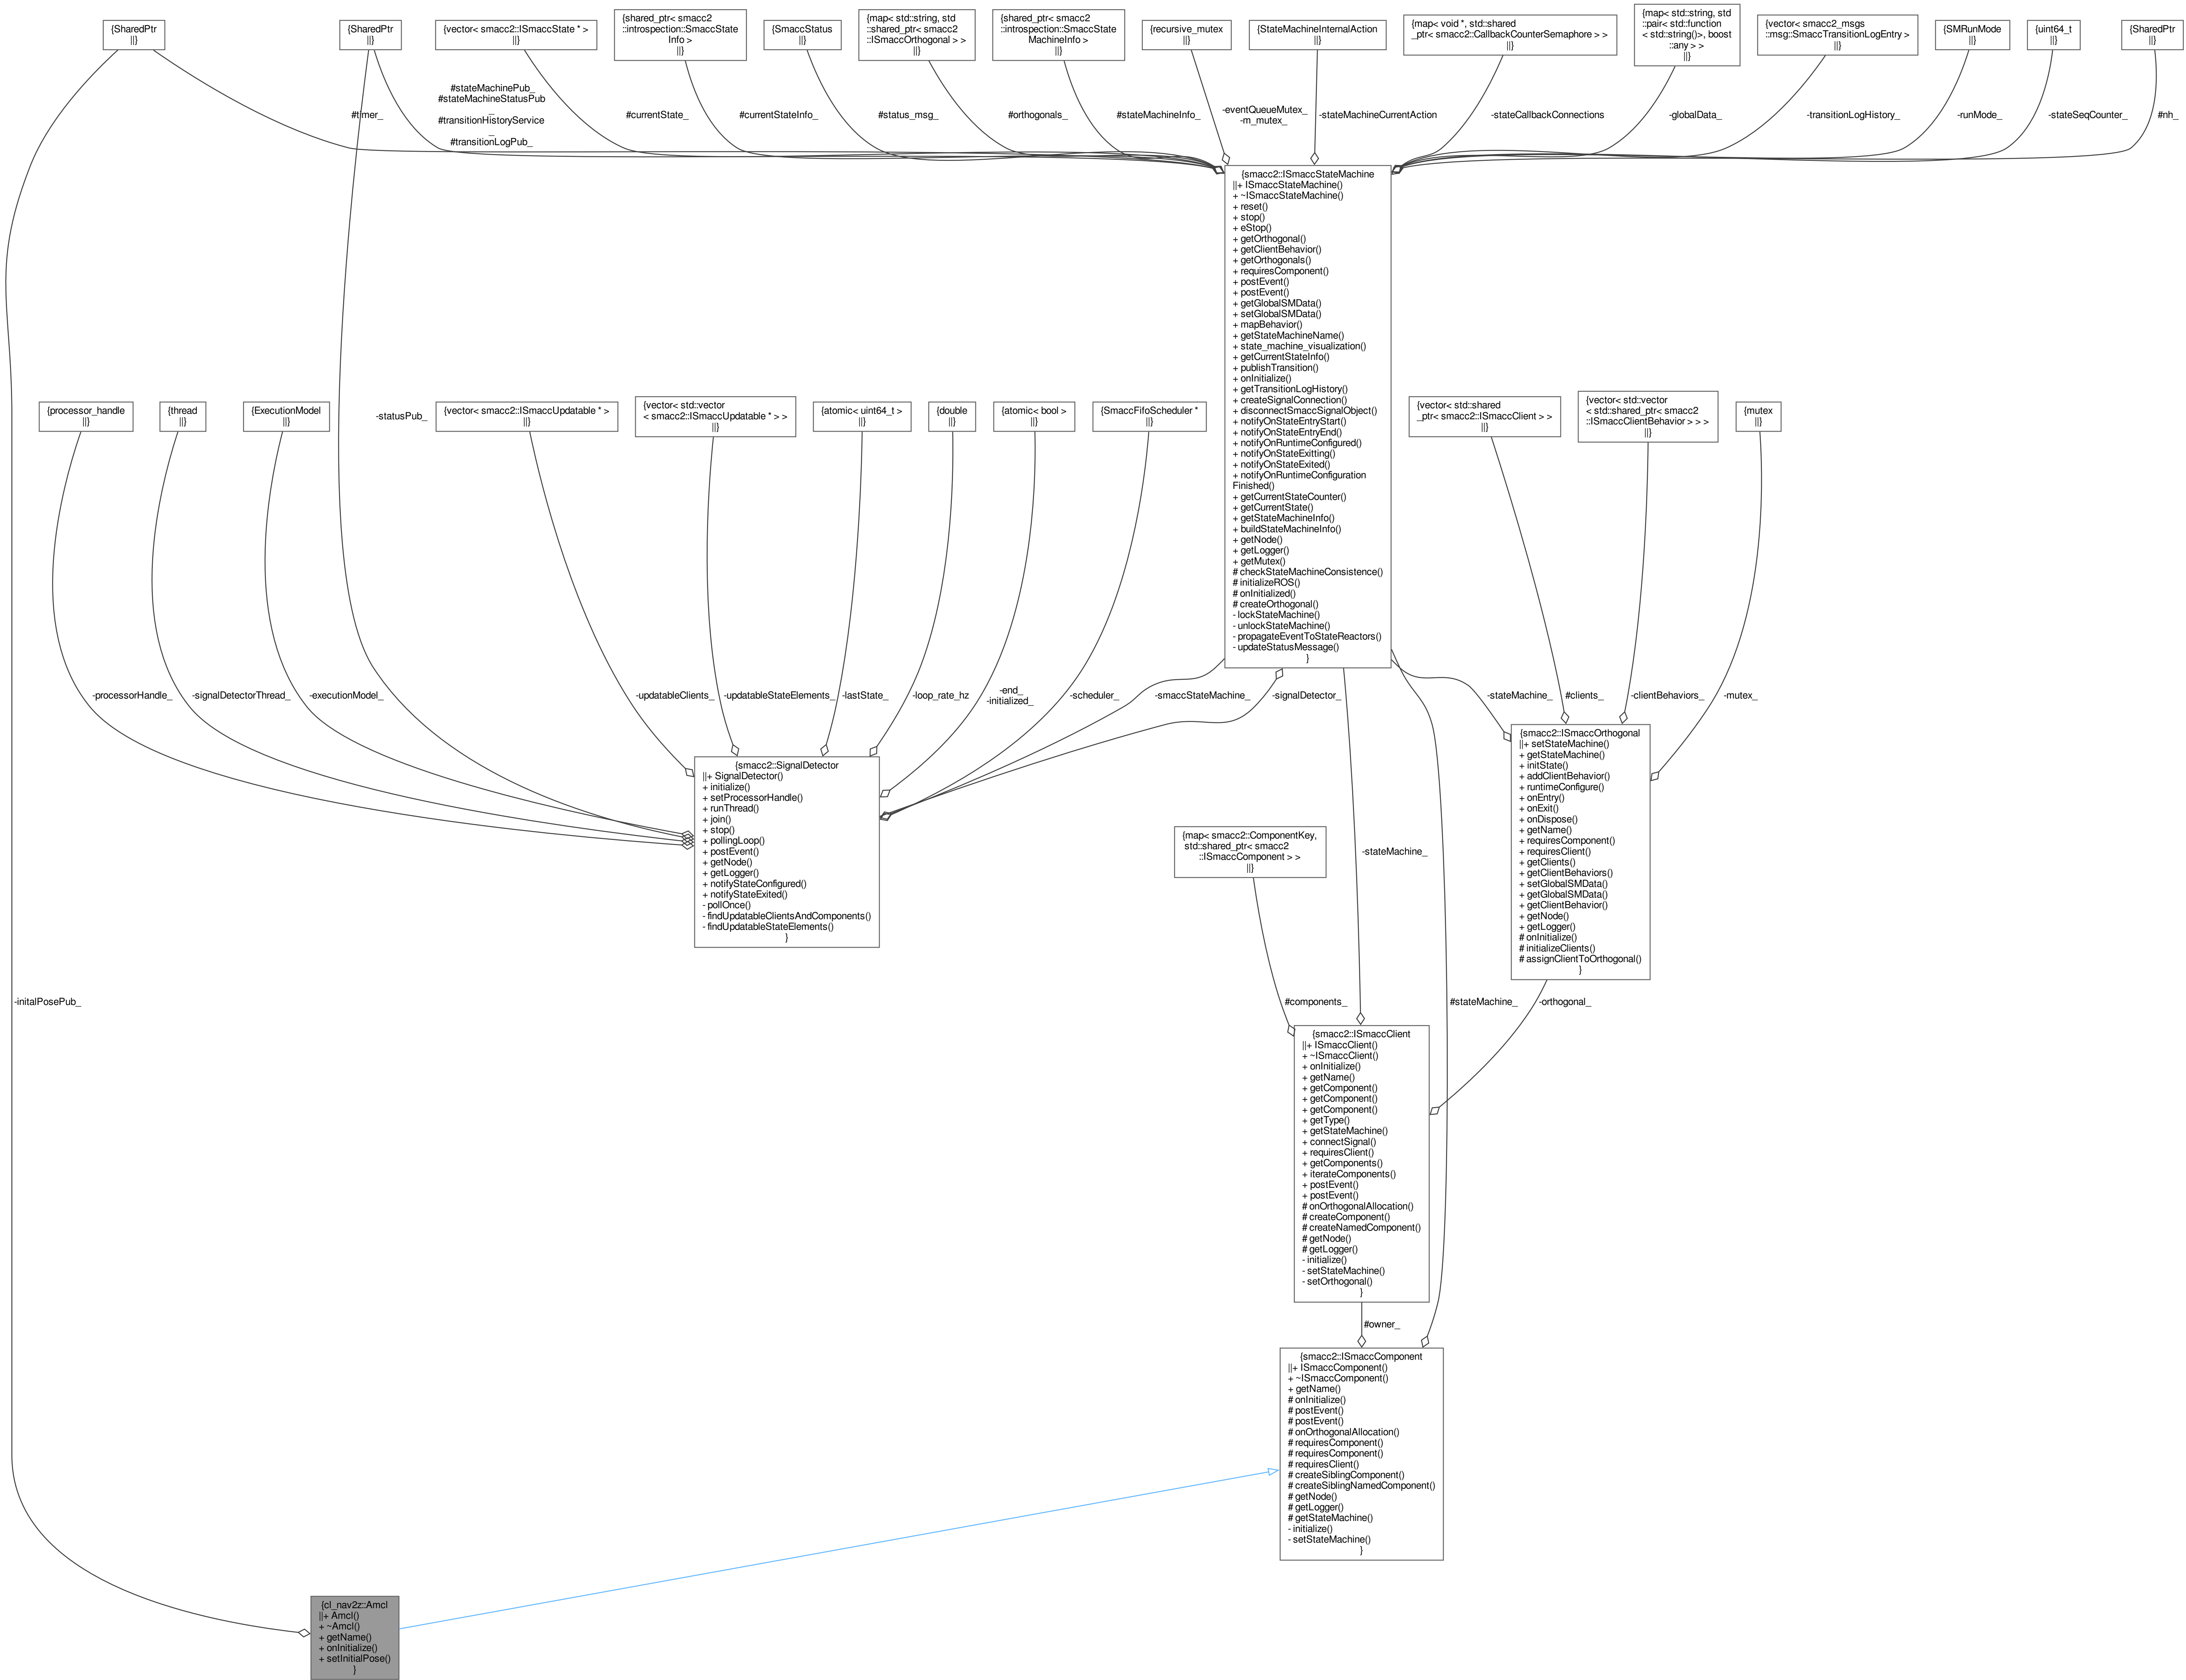 {SharedPtr
||}
{SharedPtr
||}
{vector< smacc2::ISmaccState * >
||}
{shared_ptr< smacc2
::introspection::SmaccState
Info >
||}
{SmaccStatus
||}
{map< std::string, std
::shared_ptr< smacc2
::ISmaccOrthogonal > >
||}
{shared_ptr< smacc2
::introspection::SmaccState
MachineInfo >
||}
{recursive_mutex
||}
{StateMachineInternalAction
||}
{map< void *, std::shared
_ptr< smacc2::CallbackCounterSemaphore > >
||}
{map< std::string, std
::pair< std::function
< std::string()>, boost
::any > >
||}
{vector< smacc2_msgs
::msg::SmaccTransitionLogEntry >
||}
{SMRunMode
||}
{uint64_t
||}
{SharedPtr
||}
#timer_
#stateMachinePub_
#stateMachineStatusPub
_
#transitionHistoryService
_
#transitionLogPub_
#currentState_
#currentStateInfo_
#status_msg_
#orthogonals_
#stateMachineInfo_
-eventQueueMutex_
-m_mutex_
-stateMachineCurrentAction
-stateCallbackConnections
-globalData_
-transitionLogHistory_
-runMode_
-stateSeqCounter_
#nh_
{smacc2::ISmaccStateMachine
||+ ISmaccStateMachine()
+ ~ISmaccStateMachine()
+ reset()
+ stop()
+ eStop()
+ getOrthogonal()
+ getClientBehavior()
+ getOrthogonals()
+ requiresComponent()
+ postEvent()
+ postEvent()
+ getGlobalSMData()
+ setGlobalSMData()
+ mapBehavior()
+ getStateMachineName()
+ state_machine_visualization()
+ getCurrentStateInfo()
+ publishTransition()
+ onInitialize()
+ getTransitionLogHistory()
+ createSignalConnection()
+ disconnectSmaccSignalObject()
+ notifyOnStateEntryStart()
+ notifyOnStateEntryEnd()
+ notifyOnRuntimeConfigured()
+ notifyOnStateExitting()
+ notifyOnStateExited()
+ notifyOnRuntimeConfiguration
Finished()
+ getCurrentStateCounter()
+ getCurrentState()
+ getStateMachineInfo()
+ buildStateMachineInfo()
+ getNode()
+ getLogger()
+ getMutex()
# checkStateMachineConsistence()
# initializeROS()
# onInitialized()
# createOrthogonal()
- lockStateMachine()
- unlockStateMachine()
- propagateEventToStateReactors()
- updateStatusMessage()
}
{processor_handle
||}
{thread
||}
{ExecutionModel
||}
-statusPub_
{vector< smacc2::ISmaccUpdatable * >
||}
{vector< std::vector
< smacc2::ISmaccUpdatable * > >
||}
{atomic< uint64_t >
||}
{double
||}
{atomic< bool >
||}
{SmaccFifoScheduler *
||}
{vector< std::shared
_ptr< smacc2::ISmaccClient > >
||}
{vector< std::vector
< std::shared_ptr< smacc2
::ISmaccClientBehavior > > >
||}
{mutex
||}
-processorHandle_
-signalDetectorThread_
-executionModel_
-updatableClients_
-updatableStateElements_
-lastState_
-loop_rate_hz
-end_
-initialized_
-scheduler_
-smaccStateMachine_
-signalDetector_
-stateMachine_
#clients_
-clientBehaviors_
-mutex_
{smacc2::SignalDetector
||+ SignalDetector()
+ initialize()
+ setProcessorHandle()
+ runThread()
+ join()
+ stop()
+ pollingLoop()
+ postEvent()
+ getNode()
+ getLogger()
+ notifyStateConfigured()
+ notifyStateExited()
- pollOnce()
- findUpdatableClientsAndComponents()
- findUpdatableStateElements()
}
{smacc2::ISmaccOrthogonal
||+ setStateMachine()
+ getStateMachine()
+ initState()
+ addClientBehavior()
+ runtimeConfigure()
+ onEntry()
+ onExit()
+ onDispose()
+ getName()
+ requiresComponent()
+ requiresClient()
+ getClients()
+ getClientBehaviors()
+ setGlobalSMData()
+ getGlobalSMData()
+ getClientBehavior()
+ getNode()
+ getLogger()
# onInitialize()
# initializeClients()
# assignClientToOrthogonal()
}
{map< smacc2::ComponentKey,
std::shared_ptr< smacc2
::ISmaccComponent > >
||}
-stateMachine_
-initalPosePub_
#components_
#stateMachine_
-orthogonal_
{smacc2::ISmaccClient
||+ ISmaccClient()
+ ~ISmaccClient()
+ onInitialize()
+ getName()
+ getComponent()
+ getComponent()
+ getComponent()
+ getType()
+ getStateMachine()
+ connectSignal()
+ requiresClient()
+ getComponents()
+ iterateComponents()
+ postEvent()
+ postEvent()
# onOrthogonalAllocation()
# createComponent()
# createNamedComponent()
# getNode()
# getLogger()
- initialize()
- setStateMachine()
- setOrthogonal()
}
#owner_
{smacc2::ISmaccComponent
||+ ISmaccComponent()
+ ~ISmaccComponent()
+ getName()
# onInitialize()
# postEvent()
# postEvent()
# onOrthogonalAllocation()
# requiresComponent()
# requiresComponent()
# requiresClient()
# createSiblingComponent()
# createSiblingNamedComponent()
# getNode()
# getLogger()
# getStateMachine()
- initialize()
- setStateMachine()
}
{cl_nav2z::Amcl
||+ Amcl()
+ ~Amcl()
+ getName()
+ onInitialize()
+ setInitialPose()
}